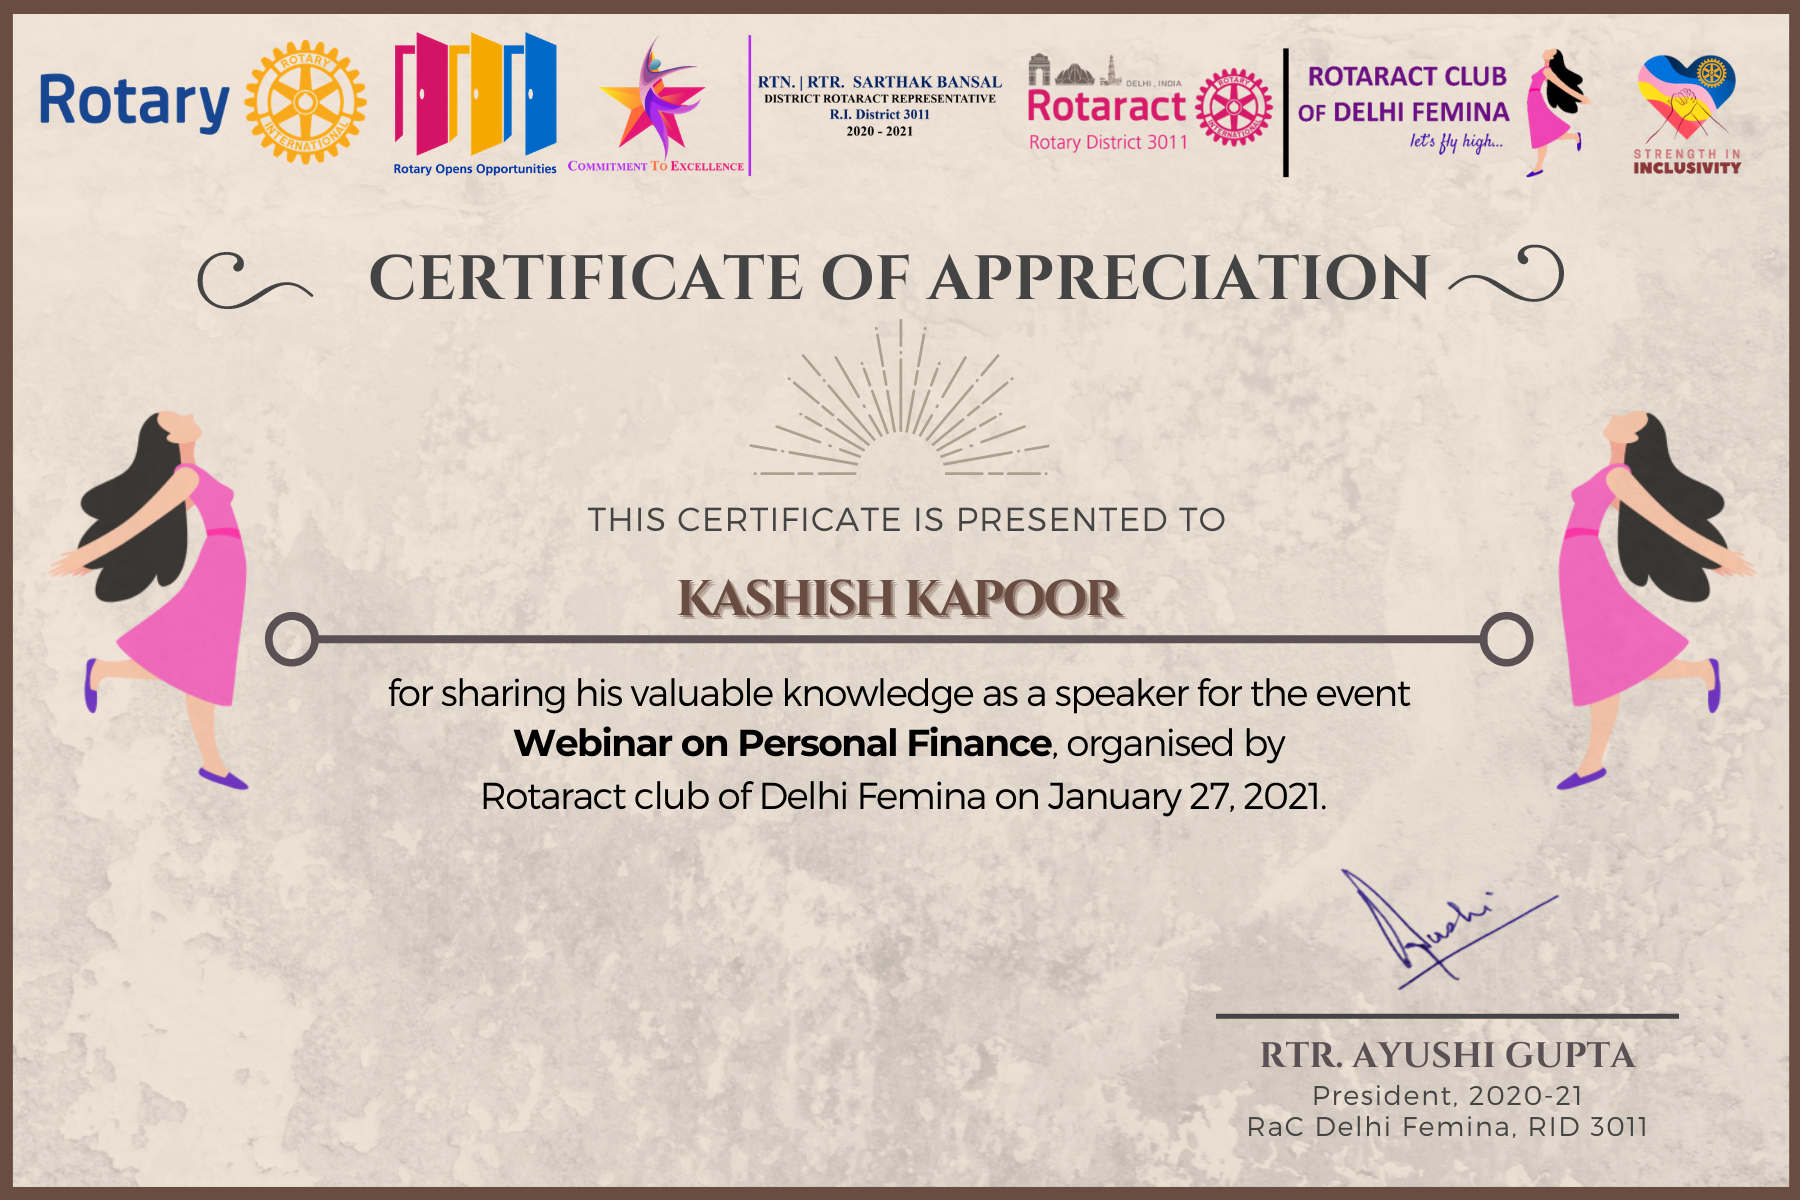 Rotary
ROTARY
INTERNATIONAL
Rotary Opens Opportunities
COMMITMENT TO EXCELLENCE
RTN. | RTR. SARTHAK BANSAL
DISTRICT ROTARACT REPRESENTATIVE
R.I. District 3011
2020 - 2021
DELHI, INDIA
Rotaract
Rotary District 3011
ROTARY
INTERNATIONAL
ROTARACT CLUB
OF DELHI FEMINA
let's fly high...
STRENGTH IN
INCLUSIVITY
CERTIFICATE OF APPRECIATION
THIS CERTIFICATE IS PRESENTED TO
KASHISH KAPOOR
for sharing his valuable knowledge as a speaker for the event
Webinar on Personal Finance, organised by
Rotaract club of Delhi Femina on January 27, 2021.
Ayushi
RTR. AYUSHI GUPTA
President, 2020-21
RaC Delhi Femina, RID 3011